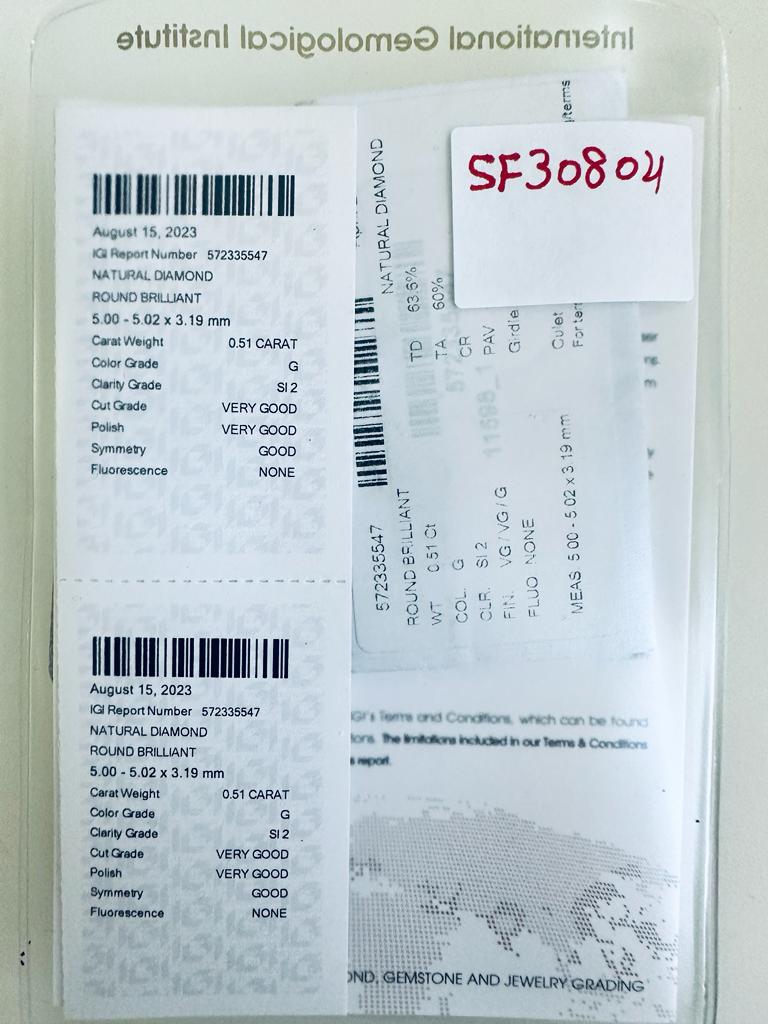 International Gemological Institute
SF30804
August 15, 2023
IGI Report Number 572335547
NATURAL DIAMOND
ROUND BRILLIANT
5.00 - 5.02 x 3.19 mm
Carat Weight 0.51 CARAT
Color Grade G
Clarity Grade SI 2
Cut Grade VERY GOOD
Polish VERY GOOD
Symmetry GOOD
Fluorescence NONE
August 15, 2023
IGI Report Number 572335547
NATURAL DIAMOND
ROUND BRILLIANT
5.00 - 5.02 x 3.19 mm
Carat Weight 0.51 CARAT
Color Grade G
Clarity Grade SI 2
Cut Grade VERY GOOD
Polish VERY GOOD
Symmetry GOOD
Fluorescence NONE
572335547 NATURAL DIAMOND
ROUND BRILLIANT TD 63.5%
WT 0.51 Ct TA 60%
COL. G CR
CLR. SI 2 PAV
FIN. VG / VG / G Girdle
FLUO NONE
Culet
MEAS. 5.00 - 5.02 x 3.19 mm For
/terms
IGI's Terms and Conditions, which can be found
The limitations included in our Terms & Conditions
report.
GEMSTONE AND JEWELRY GRADING